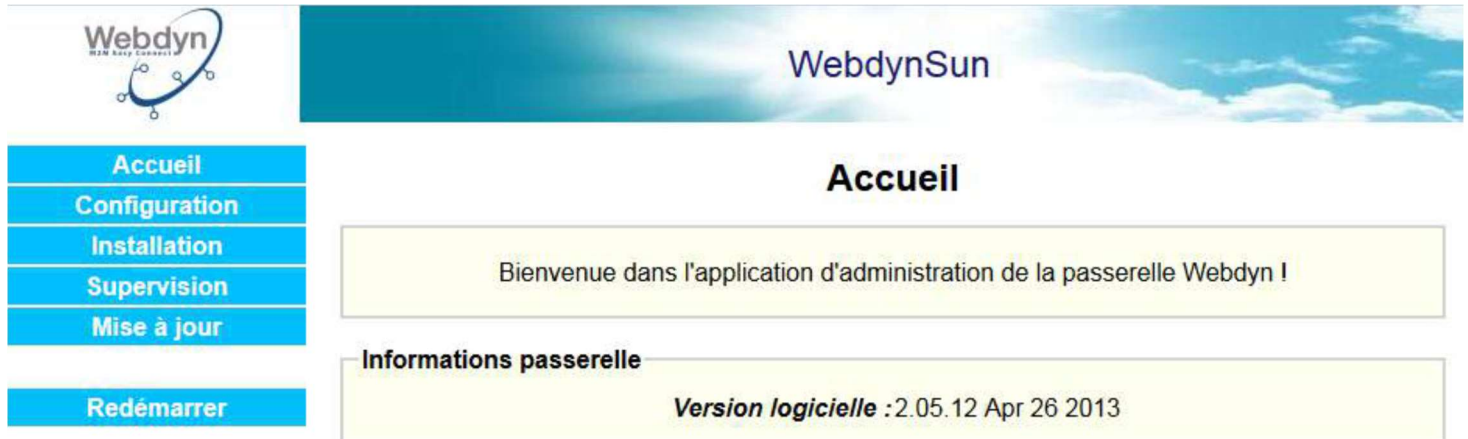 Webdyn
M2M Easy Connect
WebdynSun
Accueil
Configuration
Installation
Supervision
Mise à jour
Redémarrer
Accueil
Bienvenue dans l'application d'administration de la passerelle Webdyn !
Informations passerelle
Version logicielle :2.05.12 Apr 26 2013